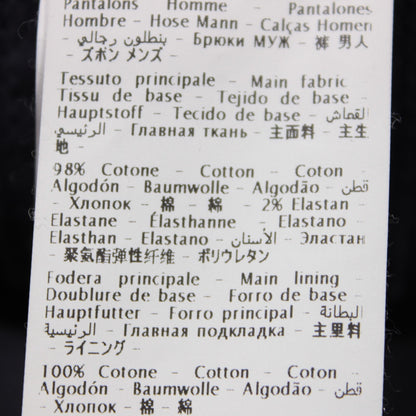 Pantalons Homme - Pantalones
Hombre - Hose Mann - Calças Homen
- Брюки МУЖ - 裤 男人 - بنطلون رجالي
- ズボン メンズ -
Tessuto principale - Main fabric
Tissu de base - Tejido de base -
Hauptstoff - Tecido de base - القماش
الرئيسي - Главная ткань - 主面料 - 主生
地 -
98% Cotone - Cotton - Coton
Algodón - Baumwolle - Algodão - قطن
- Хлопок - 棉 - 綿 - 2% Elastan -
Elastane - Élasthanne - Elastano -
Elasthan - Elastano - الأستان - Эластан
- 聚氨酯弹性纤维 - ポリウレタン
Fodera principale - Main lining -
Doublure de base - Forro de base -
Hauptfutter - Forro principal - البطانة
الرئيسية - Главная подкладка - 主里料
- ライニング -
100% Cotone - Cotton - Coton
Algodón - Baumwolle - Algodão - قطن
- Хлопок - 棉 - 綿